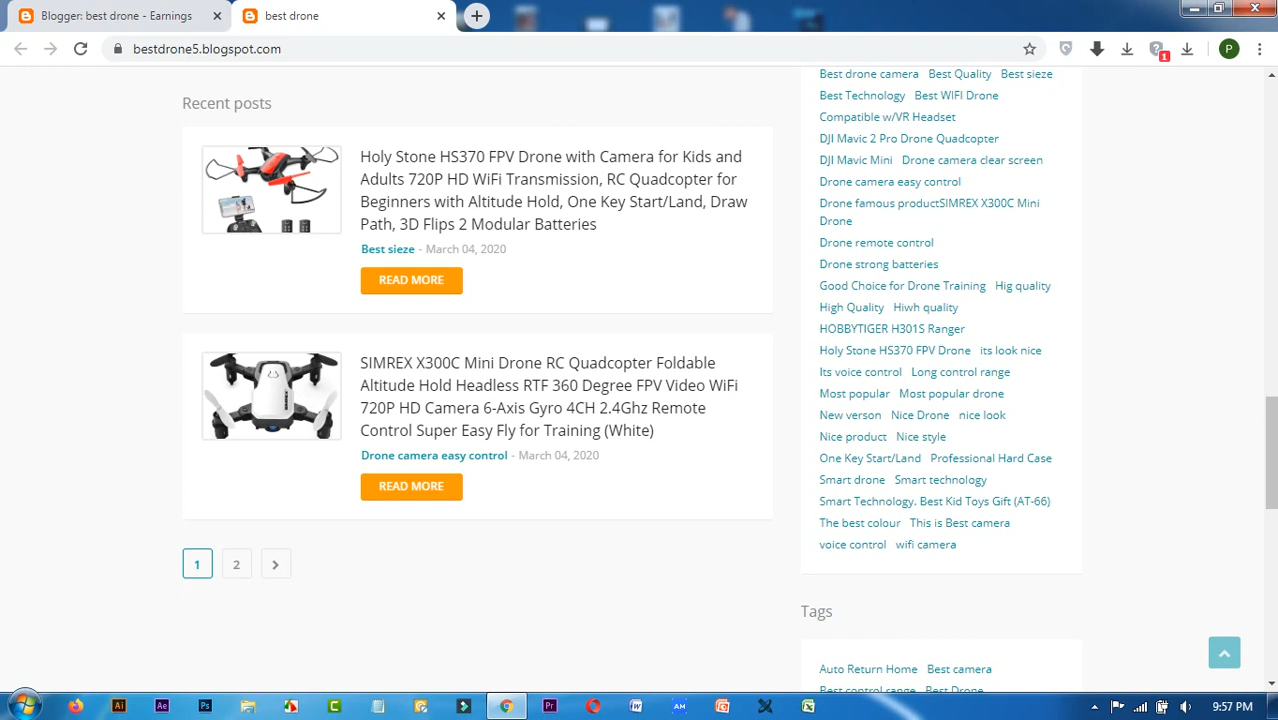 Blogger: best drone - Earnings
best drone
bestdrone5.blogspot.com
1
P
Recent posts
Holy Stone HS370 FPV Drone with Camera for Kids and
Adults 720P HD WiFi Transmission, RC Quadcopter for
Beginners with Altitude Hold, One Key Start/Land, Draw
Path, 3D Flips 2 Modular Batteries
Best sieze - March 04, 2020
READ MORE
SIMREX X300C Mini Drone RC Quadcopter Foldable
Altitude Hold Headless RTF 360 Degree FPV Video WiFi
720P HD Camera 6-Axis Gyro 4CH 2.4Ghz Remote
Control Super Easy Fly for Training (White)
Drone camera easy control - March 04, 2020
READ MORE
1 2
Best drone camera Best Quality Best sieze
Best Technology Best WIFI Drone
Compatible w/VR Headset
DJI Mavic 2 Pro Drone Quadcopter
DJI Mavic Mini Drone camera clear screen
Drone camera easy control
Drone famous productSIMREX X300C Mini
Drone
Drone remote control
Drone strong batteries
Good Choice for Drone Training Hig quality
High Quality Hiwh quality
HOBBYTIGER H301S Ranger
Holy Stone HS370 FPV Drone its look nice
Its voice control Long control range
Most popular Most popular drone
New verson Nice Drone nice look
Nice product Nice style
One Key Start/Land Professional Hard Case
Smart drone Smart technology
Smart Technology. Best Kid Toys Gift (AT-66)
The best colour This is Best camera
voice control wifi camera
Tags
Auto Return Home Best camera
Best control range Best Drone
Ai Ae Ps C Pr W AM
9:57 PM